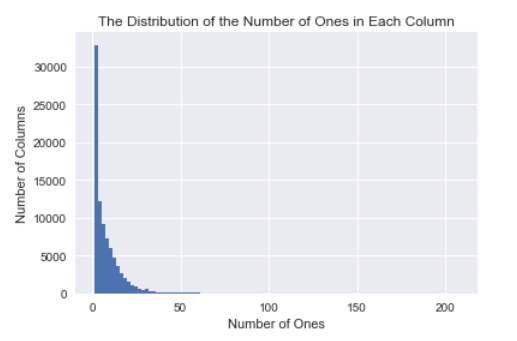 The Distribution of the Number of Ones in Each Column
30000
25000
20000
15000
10000
5000
0
Number of Columns
0 50 100 150 200
Number of Ones